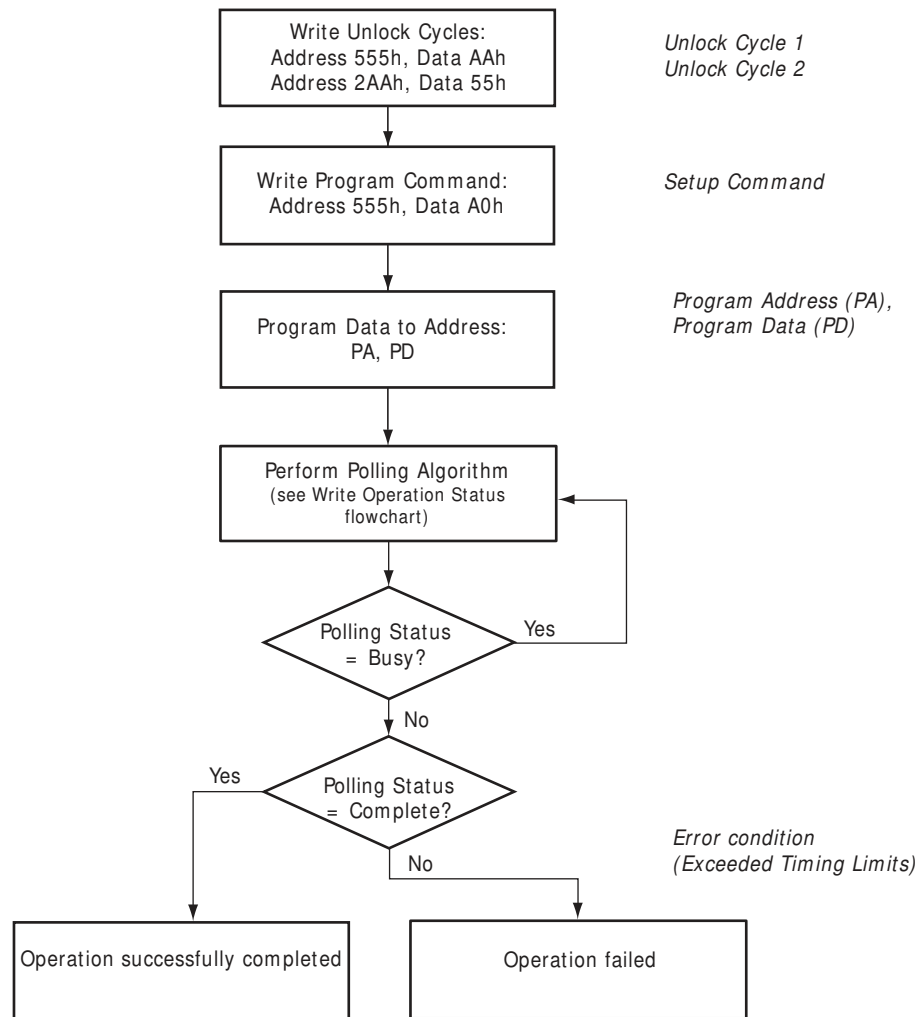 Write Unlock Cycles:
Address 555h, Data AAh
Address 2AAh, Data 55h
Unlock Cycle 1
Unlock Cycle 2
Write Program Command:
Address 555h, Data A0h
Setup Command
Program Data to Address:
PA, PD
Program Address (PA),
Program Data (PD)
Perform Polling Algorithm
(see Write Operation Status
flowchart)
Polling Status
= Busy?
Yes
No
Polling Status
= Complete?
Yes
No
Error condition
(Exceeded Timing Limits)
Operation successfully completed
Operation failed